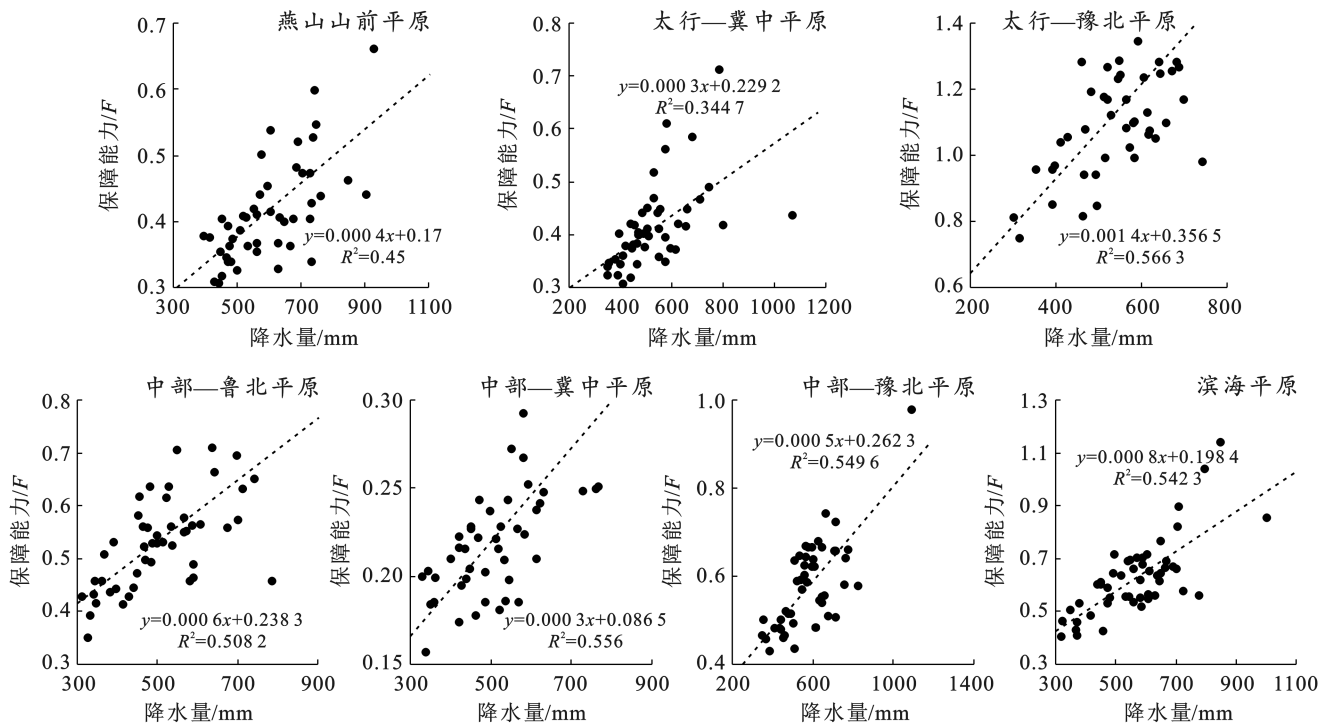 燕山山前平原
0.7
0.6
0.5
0.4
0.3
保障能力/F
y=0.000 4x+0.17
R²=0.45
300 500 700 900 1100
降水量/mm
太行—冀中平原
0.8
0.7
0.6
0.5
0.4
0.3
保障能力/F
y=0.000 3x+0.229 2
R²=0.344 7
200 400 600 800 1000 1200
降水量/mm
太行—豫北平原
1.4
1.2
1.0
0.8
0.6
保障能力/F
y=0.001 4x+0.356 5
R²=0.566 3
200 400 600 800
降水量/mm
中部—鲁北平原
0.8
0.7
0.6
0.5
0.4
0.3
保障能力/F
y=0.000 6x+0.238 3
R²=0.508 2
300 500 700 900
降水量/mm
中部—冀中平原
0.30
0.25
0.20
0.15
保障能力/F
y=0.000 3x+0.086 5
R²=0.556
300 500 700 900
降水量/mm
中部—豫北平原
1.0
0.8
0.6
0.4
保障能力/F
y=0.000 5x+0.262 3
R²=0.549 6
200 600 1000 1400
降水量/mm
滨海平原
1.3
1.1
0.9
0.7
0.5
0.3
保障能力/F
y=0.000 8x+0.198 4
R²=0.542 3
300 500 700 900 1100
降水量/mm